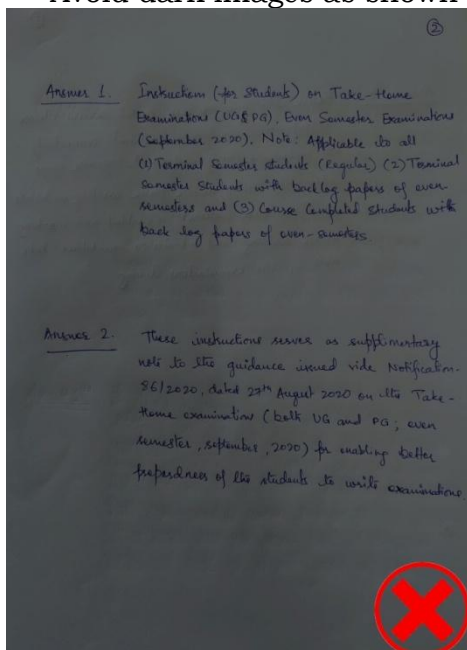 Avoid dark images as shown
2
Answer 1. Instructions (for Students) on Take-Home
Examinations (UG & PG), Even Semester Examinations
(September 2020). Note: Applicable to all
(1) Terminal Semester students (Regular) (2) Terminal
Semester Students with backlog papers of even-
semesters and (3) Course Completed Students with
back log papers of even-semesters.
Answer 2. These instructions serves as supplimentary
note to the guidance issued vide Notification-
86/2020, dated 27th August 2020 on the Take-
Home examination (both UG and PG; even
semester, september, 2020) for enabling better
prepardness of the students to write examinations